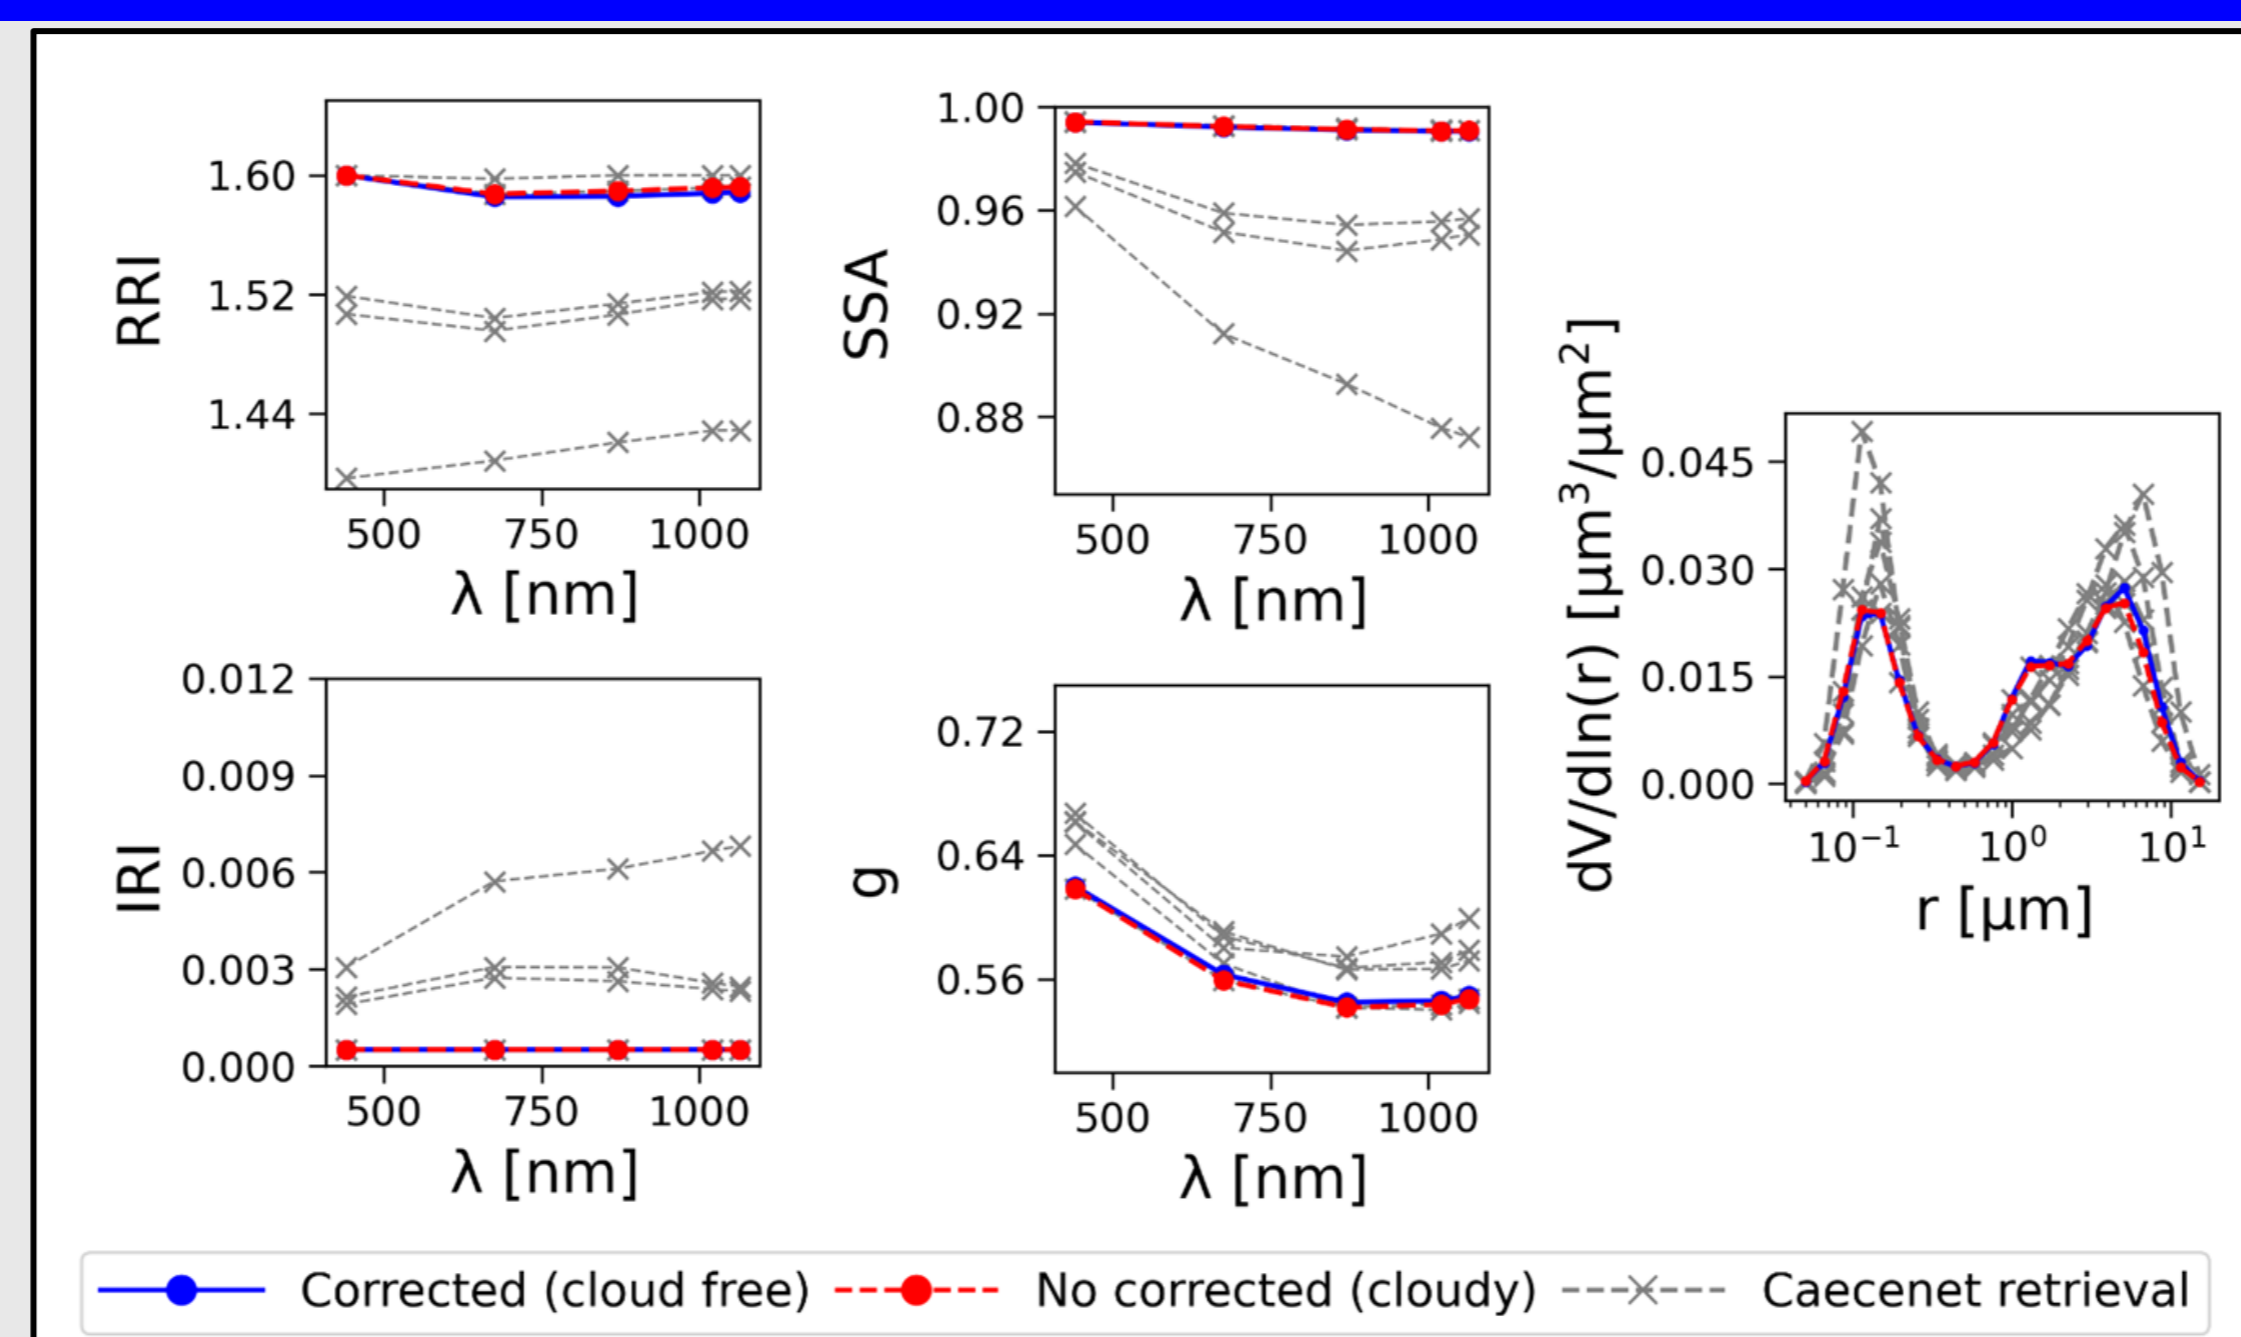 RRI
1.60
1.52
1.44
500 750 1000
λ [nm]
SSA
1.00
0.96
0.92
0.88
500 750 1000
λ [nm]
IRI
0.012
0.009
0.006
0.003
0.000
500 750 1000
λ [nm]
g
0.72
0.64
0.56
500 750 1000
λ [nm]
dV/dln(r) [μm³/μm²]
0.045
0.030
0.015
0.000
10⁻¹ 10⁰ 10¹
r [μm]
Corrected (cloud free) No corrected (cloudy) Caecenet retrieval